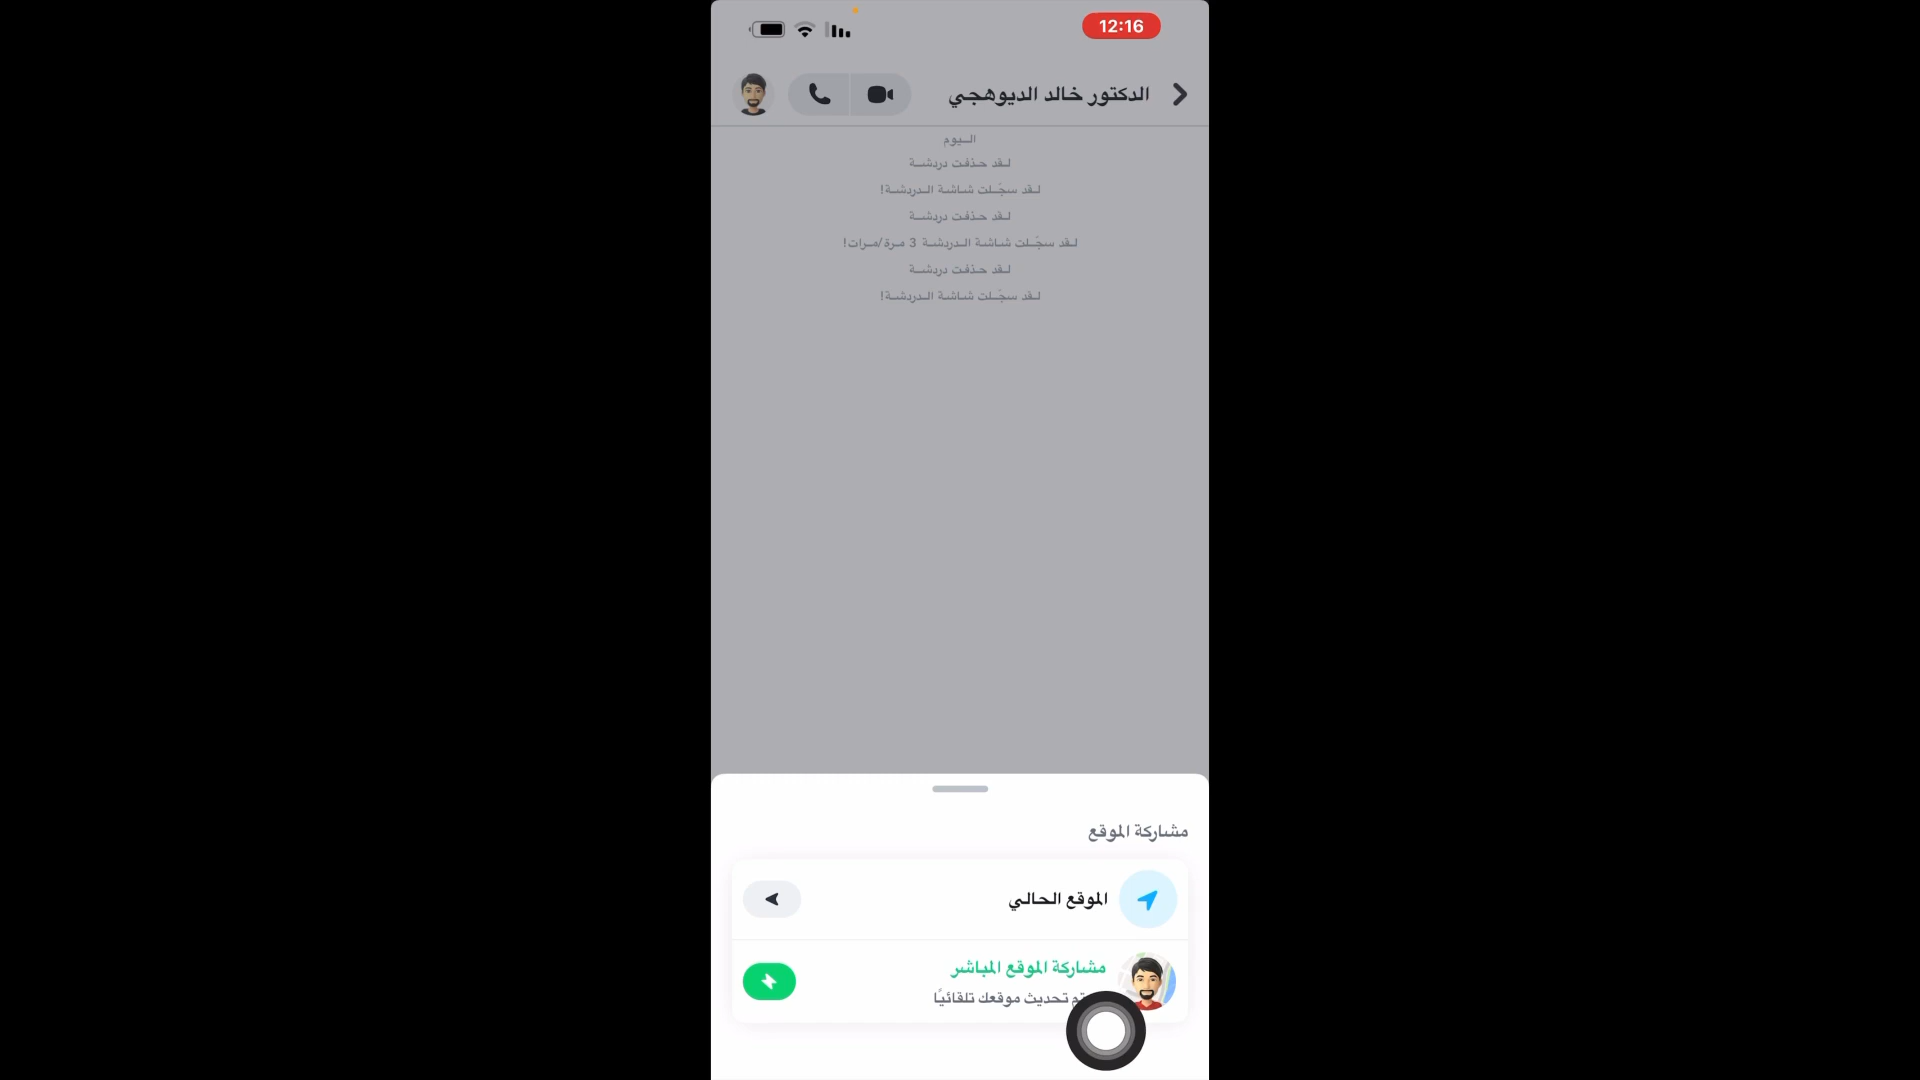 12:16
الدكتور خالد الديوهجي
اليوم
لقد حذفت دردشة
لقد سجّلت شاشة الدردشة!
لقد حذفت دردشة
لقد سجّلت شاشة الدردشة 3 مرة/مرات!
لقد حذفت دردشة
لقد سجّلت شاشة الدردشة!
مشاركة الموقع
الموقع الحالي
مشاركة الموقع المباشر
تحديث موقعك تلقائيًا